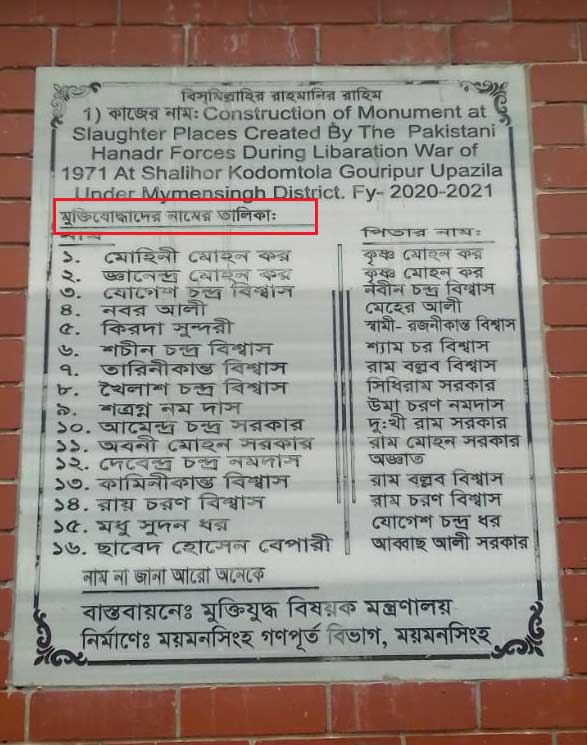 বিসমিল্লাহির রাহমানির রাহিম
1) কাজের নাম: Construction of Monument at
Slaughter Places Created By The Pakistani
Hanadr Forces During Libaration War of
1971 At Shalihor Kodomtola Gouripur Upazila
Under Mymensingh District. Fy- 2020-2021
মুক্তিযোদ্ধাদের নামের তালিকা:
নাম পিতার নাম:
১. মোহিনী মোহন কর কৃষ্ণ মোহন কর
২. জ্ঞানেন্দ্র মোহন কর কৃষ্ণ মোহন কর
৩. যোগেশ চন্দ্র বিশ্বাস নবীন চন্দ্র বিশ্বাস
৪. নবর আলী মেহের আলী
৫. কিরদা সুন্দরী স্বামী- রজনীকান্ত বিশ্বাস
৬. শচীন চন্দ্র বিশ্বাস শ্যাম চর বিশ্বাস
৭. তারিনীকান্ত বিশ্বাস রাম বল্লব বিশ্বাস
৮. খৈলাশ চন্দ্র বিশ্বাস সিধিরাম সরকার
৯. শত্রগ্ন নম দাস উমা চরণ নমদাস
১০. আমেন্দ্র চন্দ্র সরকার দু:খী রাম সরকার
১১. অবনী মোহন সরকার রাম মোহন সরকার
১২. দেবেন্দ্র চন্দ্র নমদাস অজ্ঞাত
১৩. কামিনীকান্ত বিশ্বাস রাম বল্লব বিশ্বাস
১৪. রায় চরণ বিশ্বাস রাম চরণ বিশ্বাস
১৫. মধু সুদন ধর যোগেশ চন্দ্র ধর
১৬. ছাবেদ হোসেন বেপারী আব্বাছ আলী সরকার
নাম না জানা আরো অনেকে
বাস্তবায়নেঃ মুক্তিযুদ্ধ বিষয়ক মন্ত্রণালয়
নির্মাণেঃ ময়মনসিংহ গণপূর্ত বিভাগ, ময়মনসিংহ